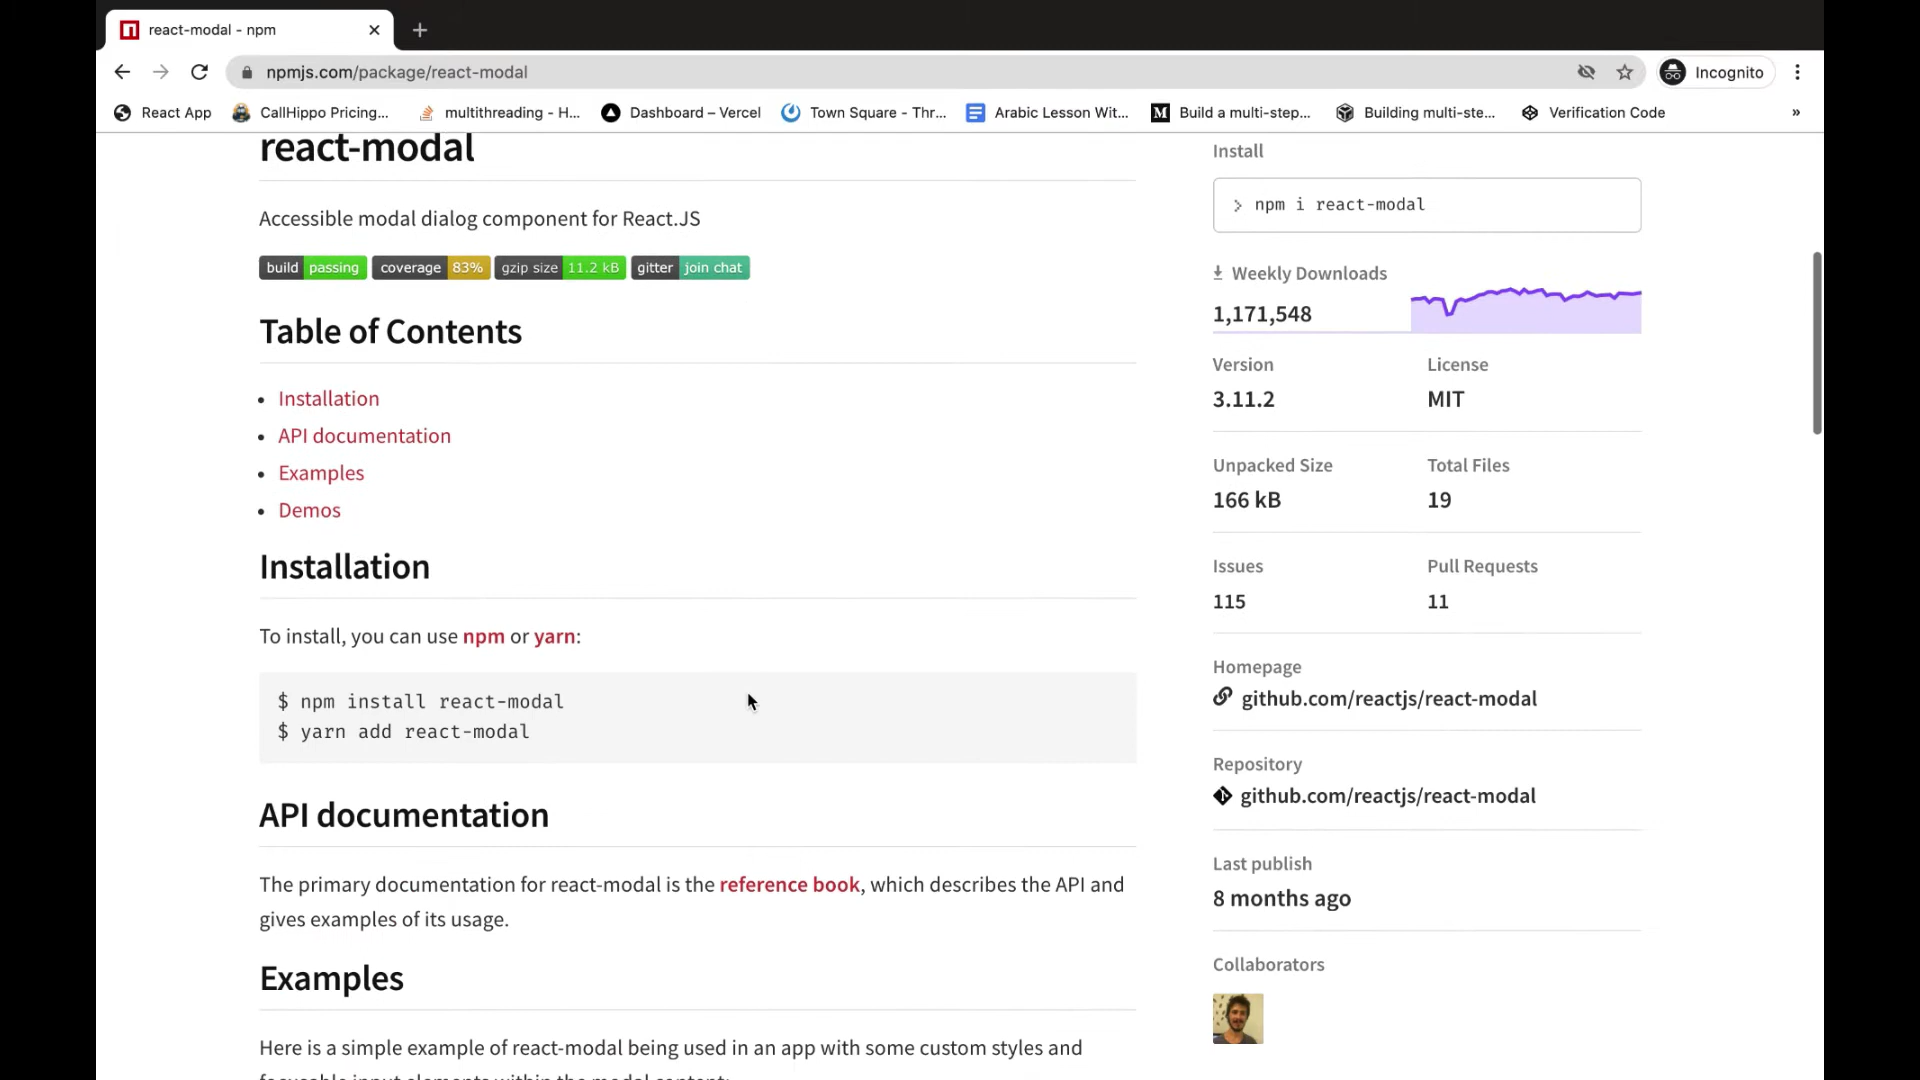 react-modal - npm
npmjs.com/package/react-modal
Incognito
React App
CallHippo Pricing...
multithreading - H...
Dashboard – Vercel
Town Square - Thr...
Arabic Lesson Wit...
M Build a multi-step...
Building multi-ste...
Verification Code
»
react-modal
Accessible modal dialog component for React.JS
build passing coverage 83% gzip size 11.2 kB gitter join chat
Table of Contents
• Installation
• API documentation
• Examples
• Demos
Installation
To install, you can use npm or yarn:
$ npm install react-modal
$ yarn add react-modal
API documentation
The primary documentation for react-modal is the reference book, which describes the API and
gives examples of its usage.
Examples
Here is a simple example of react-modal being used in an app with some custom styles and
focusable input elements within the modal content:
Install
> npm i react-modal
Weekly Downloads
1,171,548
Version License
3.11.2 MIT
Unpacked Size Total Files
166 kB 19
Issues Pull Requests
115 11
Homepage
github.com/reactjs/react-modal
Repository
github.com/reactjs/react-modal
Last publish
8 months ago
Collaborators